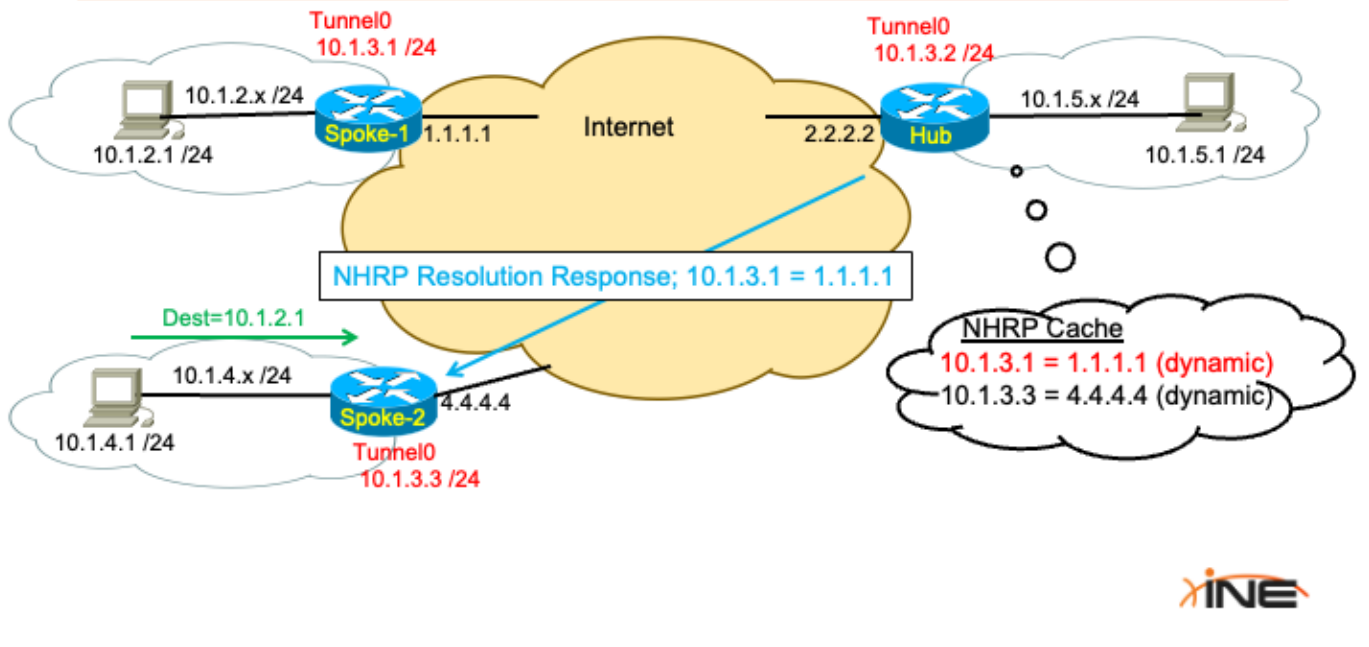 Tunnel0
10.1.3.1 /24
Tunnel0
10.1.3.2 /24
10.1.2.x /24
Spoke-1
1.1.1.1
10.1.2.1 /24
Internet
2.2.2.2
Hub
10.1.5.x /24
10.1.5.1 /24
NHRP Resolution Response; 10.1.3.1 = 1.1.1.1
Dest=10.1.2.1
10.1.4.x /24
Spoke-2
4.4.4.4
10.1.4.1 /24
Tunnel0
10.1.3.3 /24
NHRP Cache
10.1.3.1 = 1.1.1.1 (dynamic)
10.1.3.3 = 4.4.4.4 (dynamic)
INE